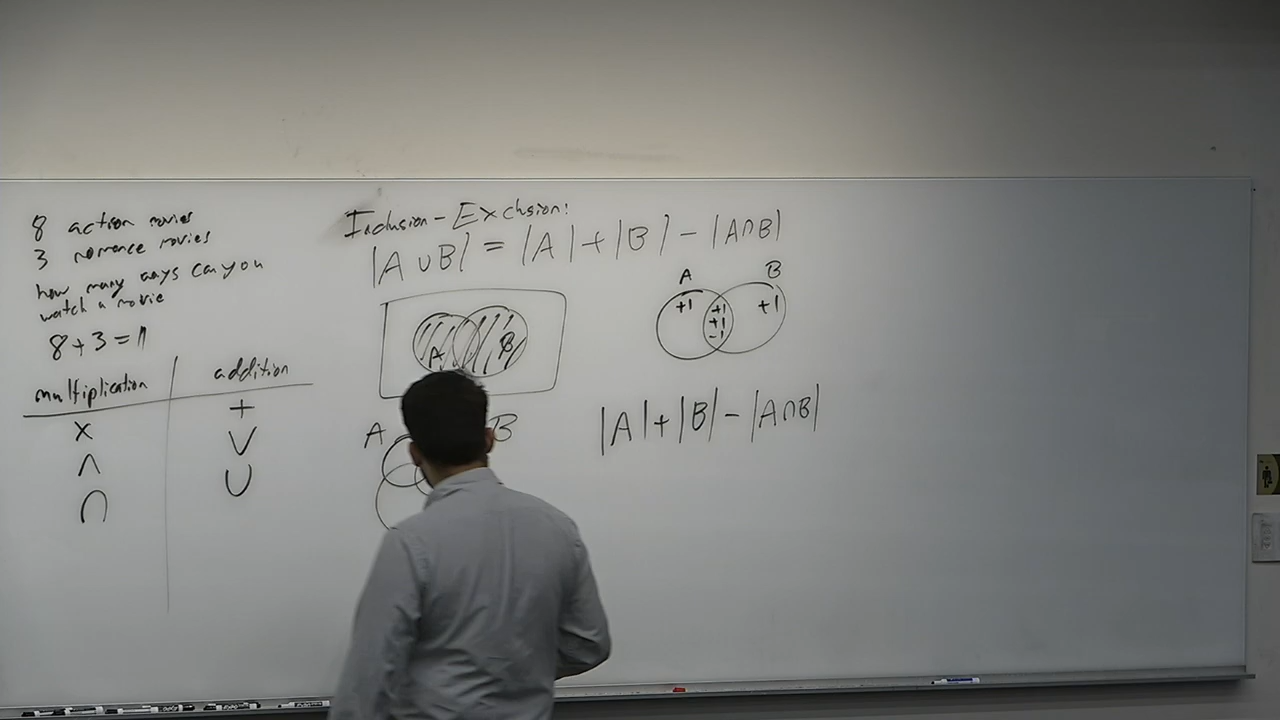 8 action movies
3 romance movies
how many ways can you
watch a movie
8+3=11
multiplication addition
× +
∧ ∨
∩ ∪
Inclusion-Exclusion:
|A∪B| = |A|+|B|-|A∩B|
A B
A B
+1 +1 +1
+1
-1
A B
|A|+|B|-|A∩B|